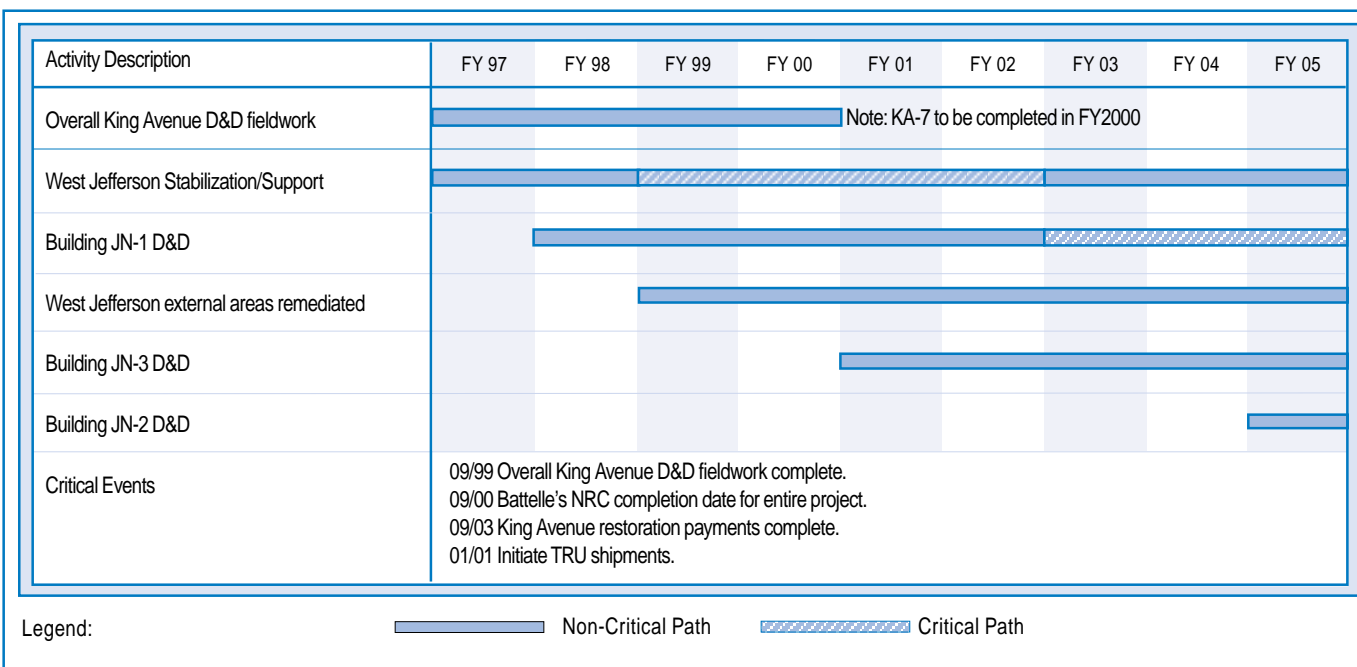 Activity Description
FY 97 FY 98 FY 99 FY 00 FY 01 FY 02 FY 03 FY 04 FY 05
Overall King Avenue D&D fieldwork
Note: KA-7 to be completed in FY2000
West Jefferson Stabilization/Support
Building JN-1 D&D
West Jefferson external areas remediated
Building JN-3 D&D
Building JN-2 D&D
Critical Events
09/99 Overall King Avenue D&D fieldwork complete.
09/00 Battelle's NRC completion date for entire project.
09/03 King Avenue restoration payments complete.
01/01 Initiate TRU shipments.
Legend:
Non-Critical Path
Critical Path